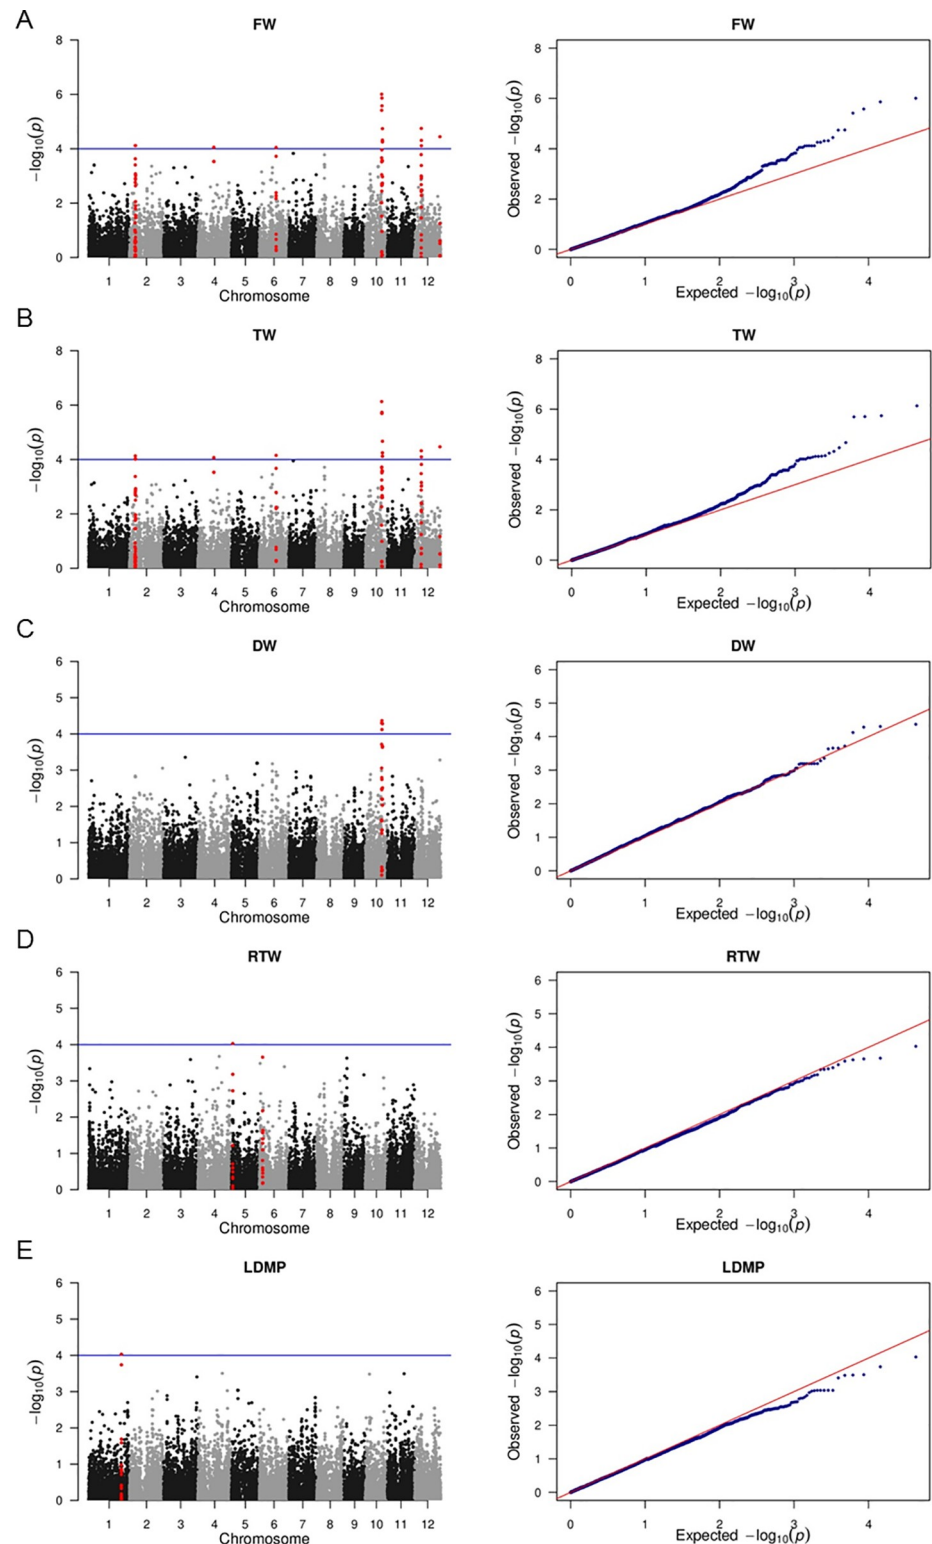 A
FW
FW
8
6
4
2
0
−log10(p)
1 2 3 4 5 6 7 8 9 10 11 12
Chromosome
8
6
4
2
0
Observed −log10(p)
0 1 2 3 4
Expected −log10(p)
B
TW
TW
8
6
4
2
0
−log10(p)
1 2 3 4 5 6 7 8 9 10 11 12
Chromosome
8
6
4
2
0
Observed −log10(p)
0 1 2 3 4
Expected −log10(p)
C
DW
DW
6
5
4
3
2
1
0
−log10(p)
1 2 3 4 5 6 7 8 9 10 11 12
Chromosome
6
5
4
3
2
1
0
Observed −log10(p)
0 1 2 3 4
Expected −log10(p)
D
RTW
RTW
6
5
4
3
2
1
0
−log10(p)
1 2 3 4 5 6 7 8 9 10 11 12
Chromosome
6
5
4
3
2
1
0
Observed −log10(p)
0 1 2 3 4
Expected −log10(p)
E
LDMP
LDMP
6
5
4
3
2
1
0
−log10(p)
1 2 3 4 5 6 7 8 9 10 11 12
Chromosome
6
5
4
3
2
1
0
Observed −log10(p)
0 1 2 3 4
Expected −log10(p)